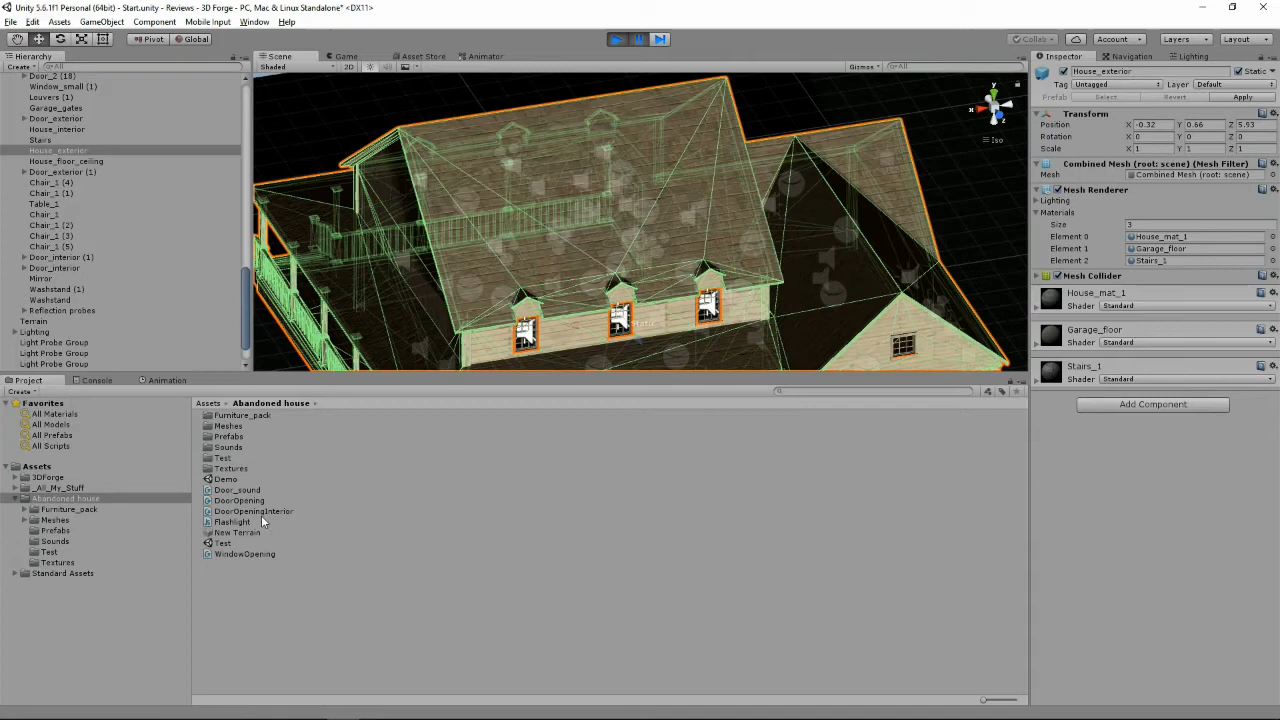 Unity 5.6.1f1 Personal (64bit) - Start.unity - Reviews - 3D Forge - PC, Mac & Linux Standalone* <DX11>
File Edit Assets GameObject Component Mobile Input Window Help
Pivot Global Collab Account Layers Layout
Hierarchy
Create All
Door_2 (18)
Window_small (1)
Louvers (1)
Garage_gates
Door_exterior
House_interior
Stairs
House_exterior
House_floor_ceiling
Door_exterior (1)
Chair_1 (4)
Chair_1 (1)
Table_1
Chair_1
Chair_1 (2)
Chair_1 (3)
Chair_1 (5)
Door_interior (1)
Door_interior
Mirror
Washstand (1)
Washstand
Reflection probes
Terrain
Lighting
Light Probe Group
Light Probe Group
Light Probe Group
Scene Game Asset Store Animator
Shaded 2D Gizmos All
y
x
z
Iso
Inspector Navigation Lighting
House_exterior Static
Tag Untagged Layer Default
Prefab Select Revert Apply
Transform
Position X -0.32 Y 0.66 Z 5.93
Rotation X 0 Y 0 Z 0
Scale X 1 Y 1 Z 1
Combined Mesh (root: scene) (Mesh Filter)
Mesh Combined Mesh (root: scene)
Mesh Renderer
Lighting
Materials
Size 3
Element 0 House_mat_1
Element 1 Garage_floor
Element 2 Stairs_1
Mesh Collider
House_mat_1
Shader Standard
Garage_floor
Shader Standard
Stairs_1
Shader Standard
Add Component
Project Console Animation
Create
Favorites
All Materials
All Models
All Prefabs
All Scripts
Assets
3DForge
_All_My_Stuff
Abandoned house
Furniture_pack
Meshes
Prefabs
Sounds
Test
Textures
Standard Assets
Assets Abandoned house
Furniture_pack
Meshes
Prefabs
Sounds
Test
Textures
Demo
Door_sound
DoorOpening
DoorOpeningInterior
Flashlight
New Terrain
Test
WindowOpening